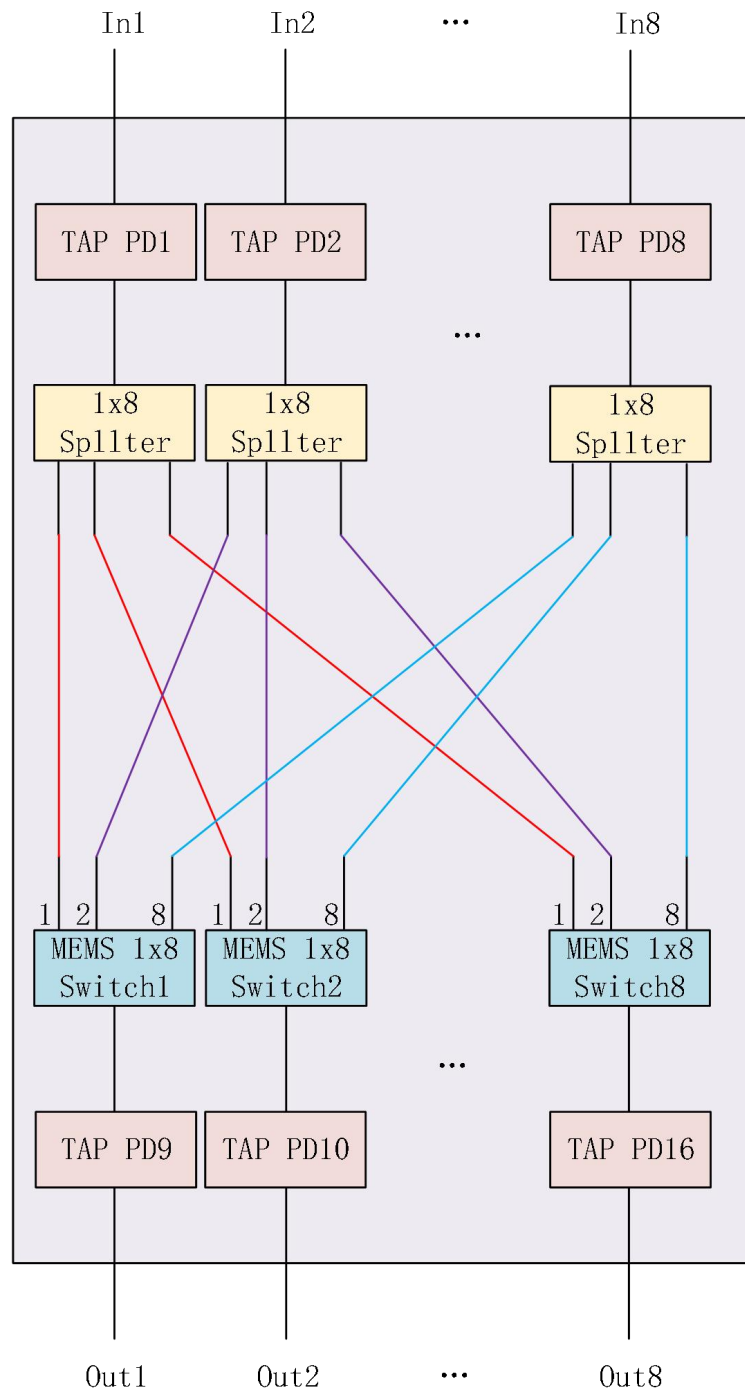 In1 In2 ... In8
TAP PD1 TAP PD2 TAP PD8
...
1x8 1x8 1x8
Spllter Spllter Spllter
1 2 8 1 2 8 1 2 8
MEMS 1x8 MEMS 1x8 MEMS 1x8
Switch1 Switch2 Switch8
...
TAP PD9 TAP PD10 TAP PD16
Out1 Out2 ... Out8